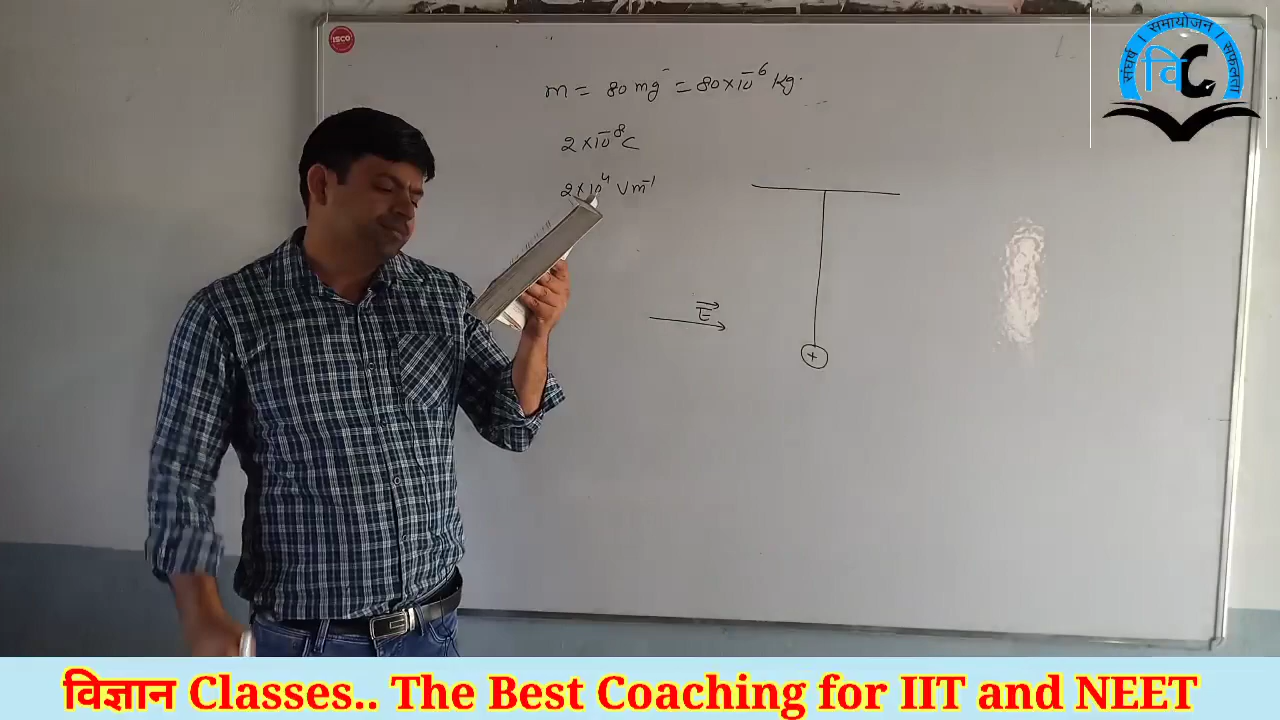 ISCO
संघर्ष । समायोजन । सफलता
वि C
m = 80 mg = 80×10⁻⁶ Kg.
2×10⁻⁸ C
2×10⁴ Vm⁻¹
E⃗
+
विज्ञान Classes.. The Best Coaching for IIT and NEET